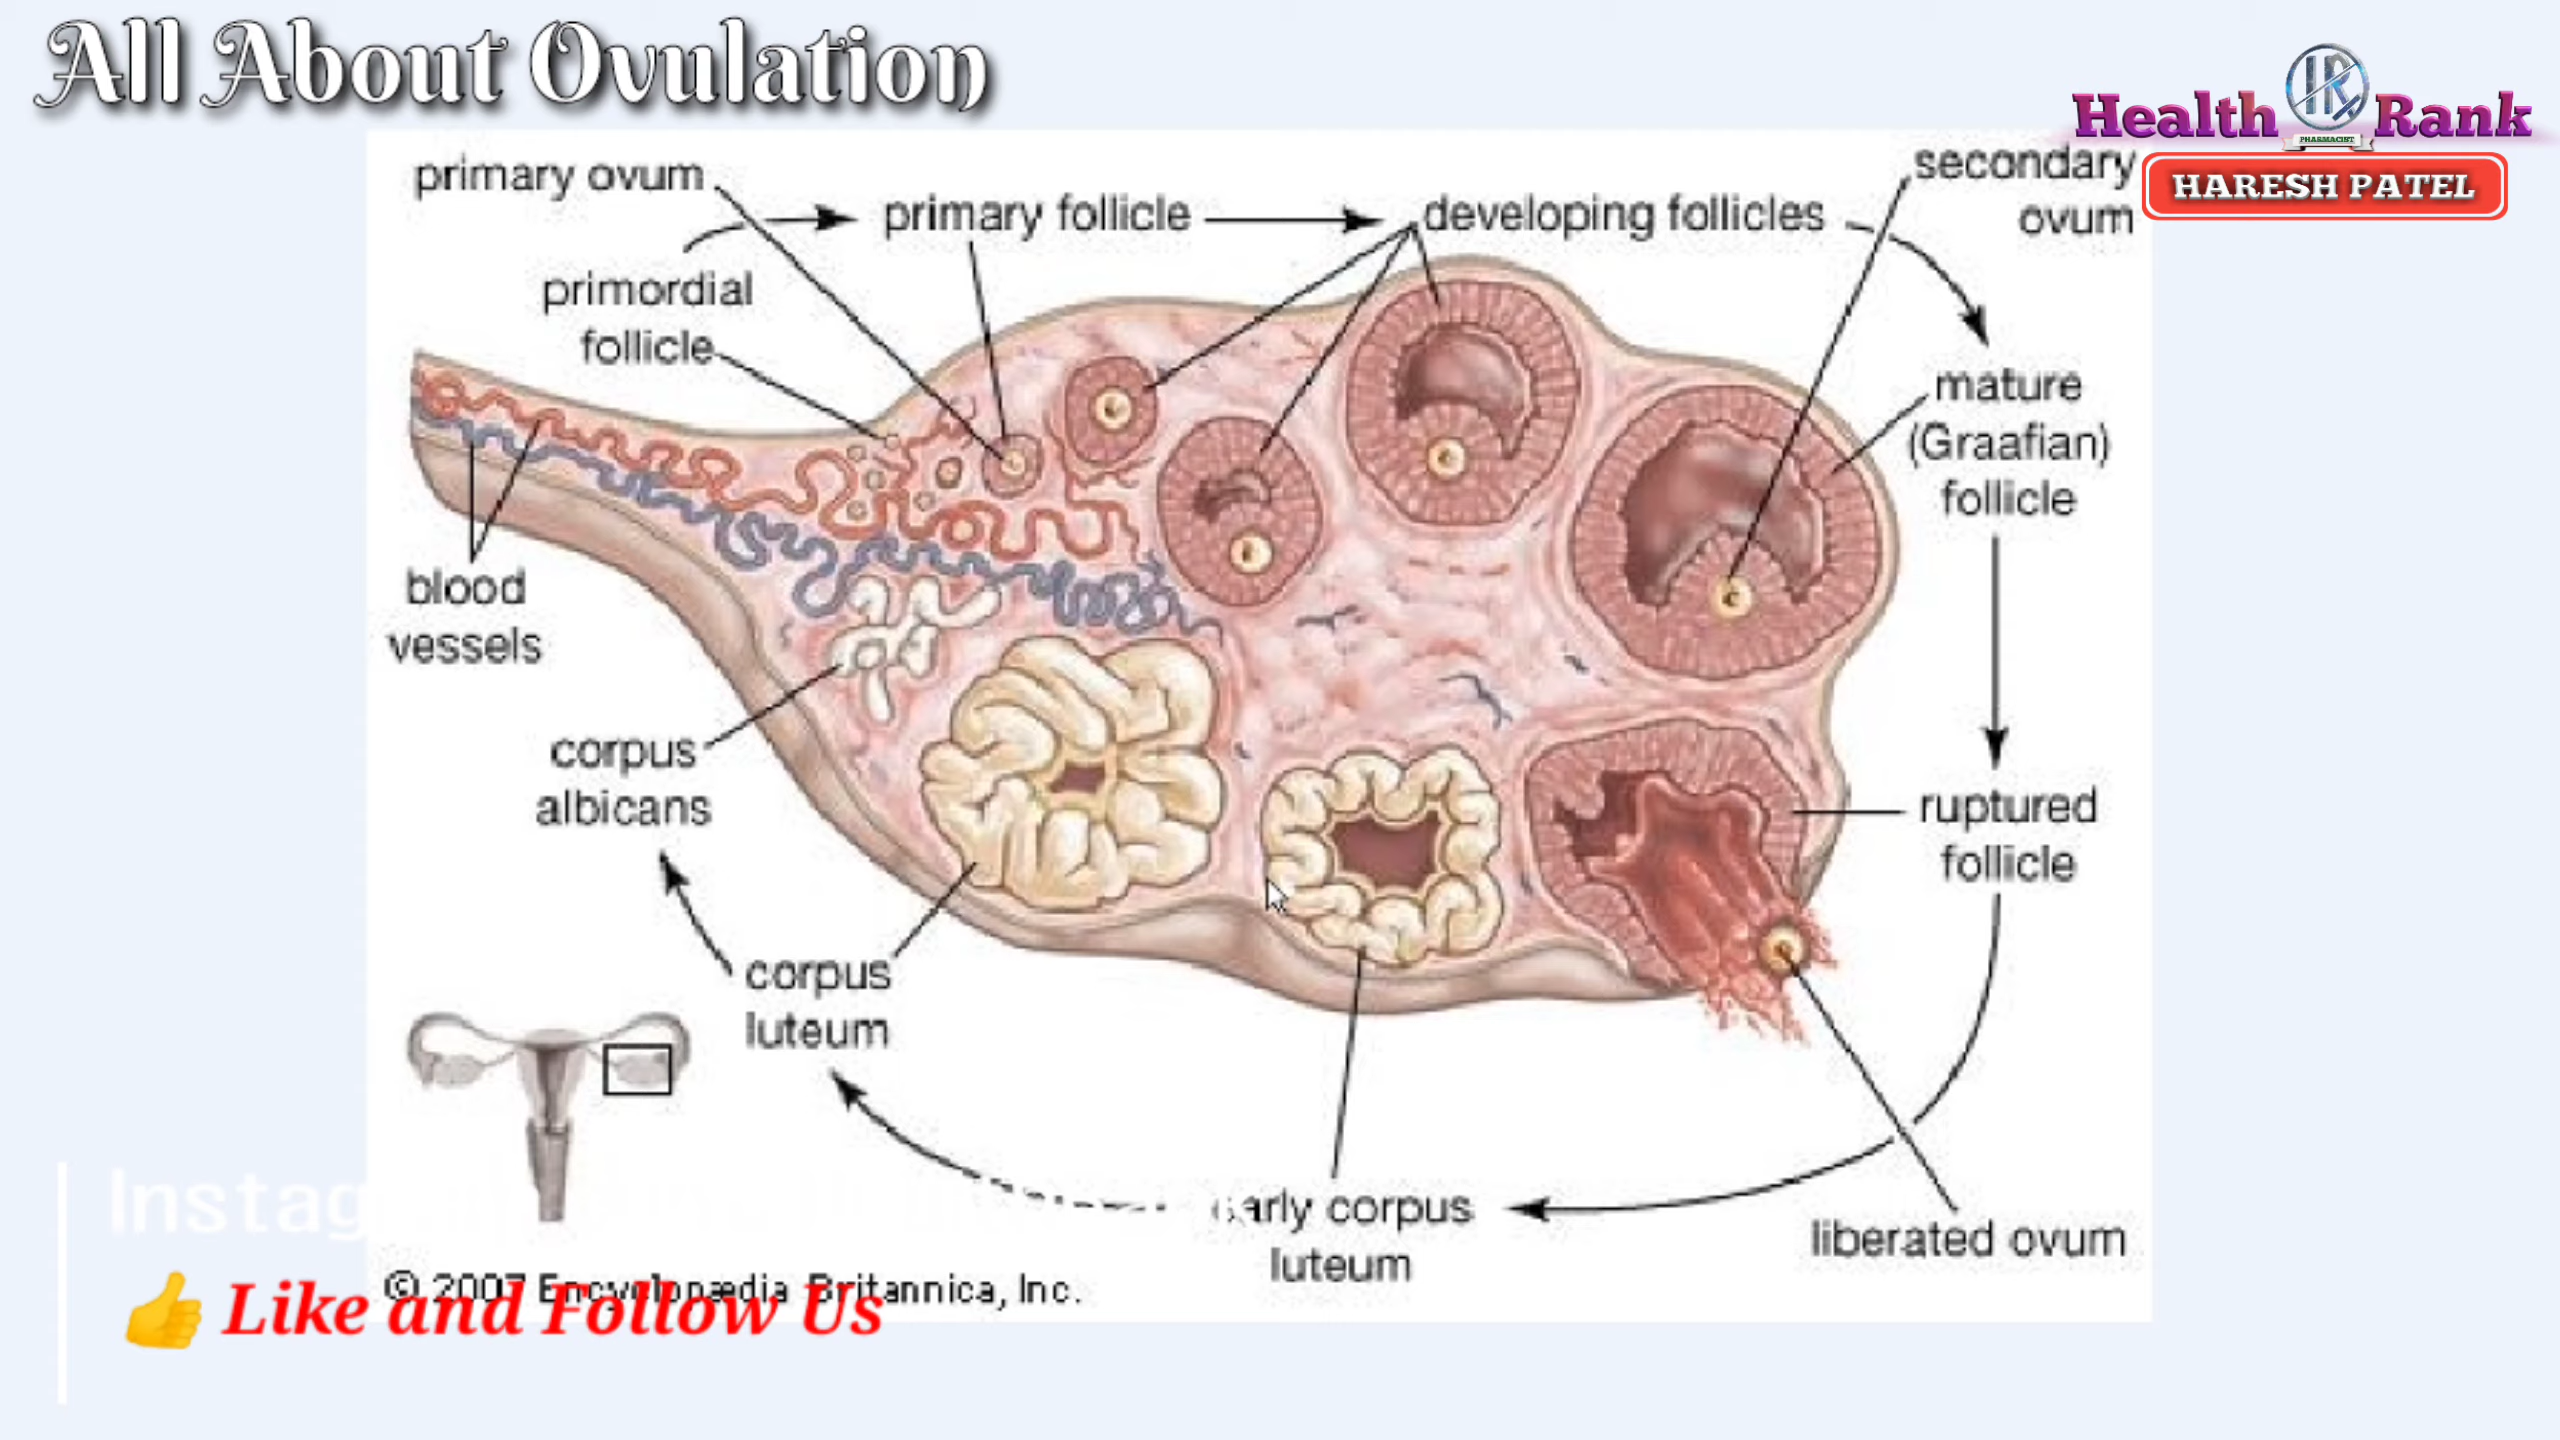 All About Ovulation
Health Rank
PHARMACIST
HARESH PATEL
primary ovum
primary follicle
developing follicles
secondary
ovum
primordial
follicle
mature
(Graafian)
follicle
blood
vessels
corpus
albicans
ruptured
follicle
corpus
luteum
arly corpus
luteum
liberated ovum
Instag
© 2007 Encyclopædia Britannica, Inc.
👍 Like and Follow Us